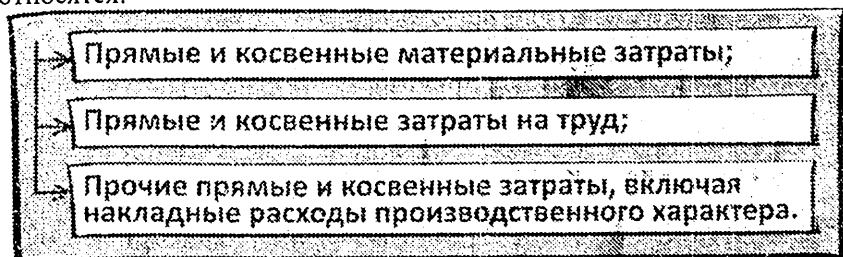 относятся:
Прямые и косвенные материальные затраты;
Прямые и косвенные затраты на труд;
Прочие прямые и косвенные затраты, включая
накладные расходы производственного характера.